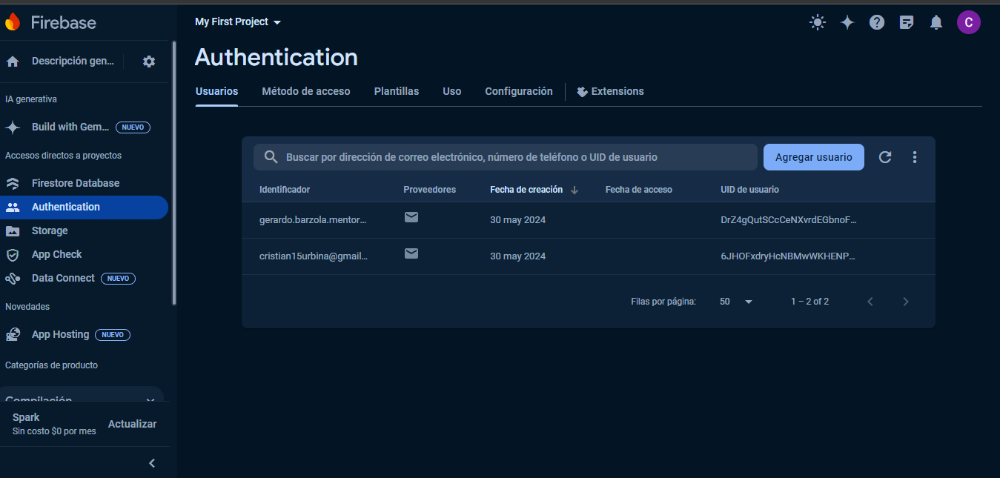 Firebase
My First Project
C
Descripción gen...
Authentication
IA generativa
Usuarios Método de acceso Plantillas Uso Configuración Extensions
Build with Gem... NUEVO
Accesos directos a proyectos
Firestore Database
Authentication
Storage
App Check
Data Connect NUEVO
Novedades
App Hosting NUEVO
Categorías de producto
Compilación
Spark
Sin costo $0 por mes
Actualizar
Buscar por dirección de correo electrónico, número de teléfono o UID de usuario Agregar usuario
Identificador Proveedores Fecha de creación Fecha de acceso UID de usuario
gerardo.barzola.mentor... 30 may 2024 DrZ4gQutSCcCeNXvrdEGbnoF...
cristian15urbina@gmail... 30 may 2024 6JHOFxdryHcNBMwWKHENP...
Filas por página: 50 1 – 2 of 2